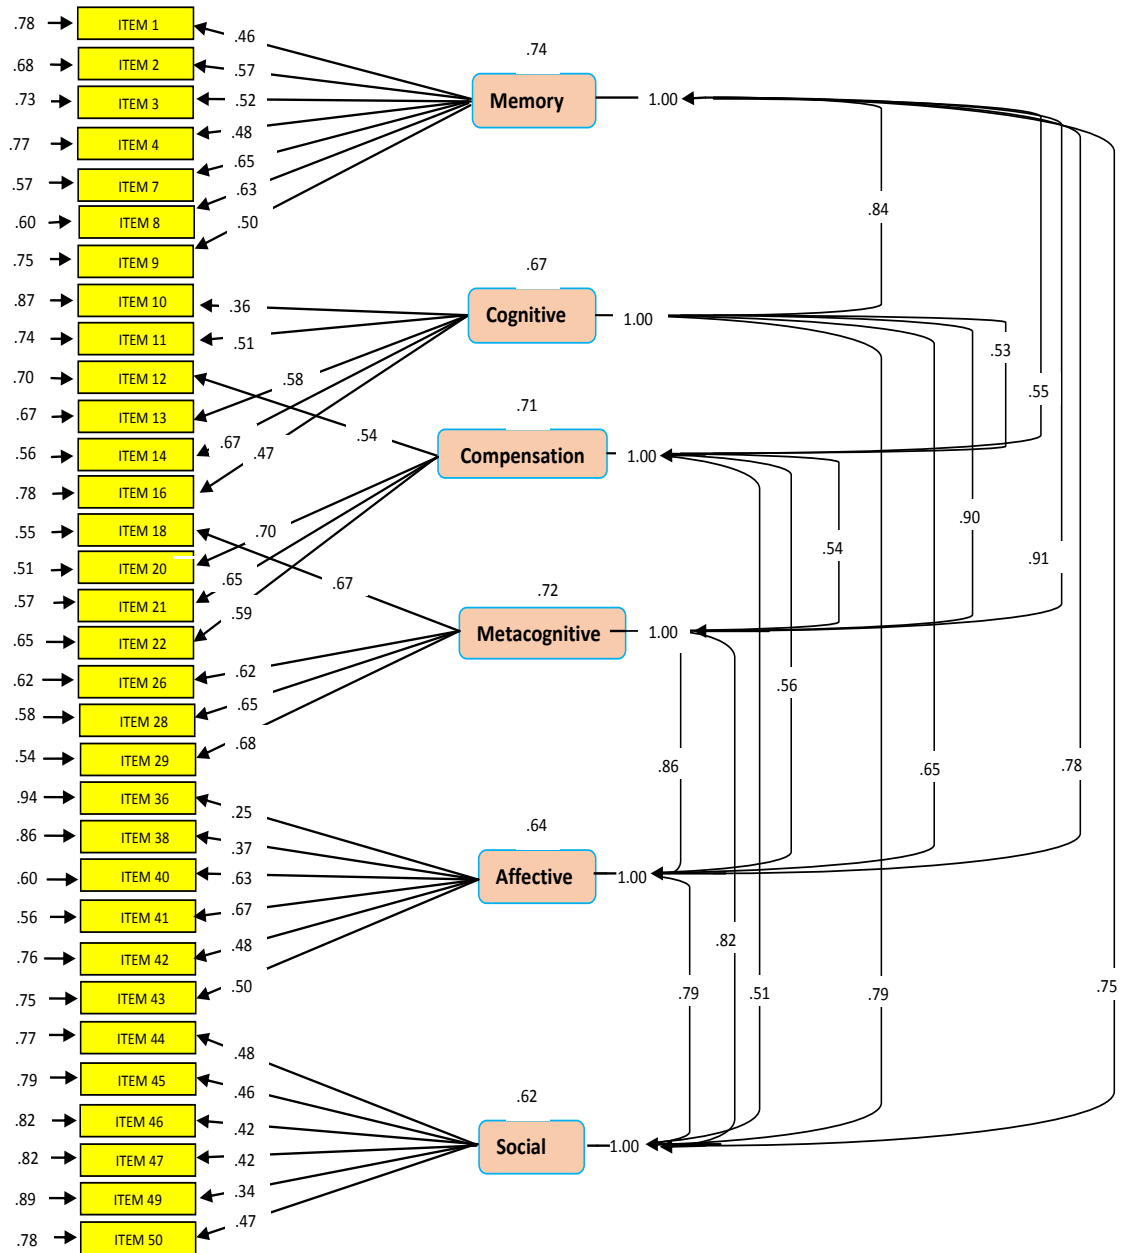 .78 ITEM 1 .46 .74
.68 ITEM 2 .57
.73 ITEM 3 .52 Memory 1.00
.77 ITEM 4 .48
.57 ITEM 7 .65
.63
.60 ITEM 8 .50 .84
.75 ITEM 9 .67
.87 ITEM 10 .36 Cognitive 1.00
.74 ITEM 11 .51 .53
.70 ITEM 12 .58 .55
.67 ITEM 13 .54 .71
.56 ITEM 14 .67 .47 Compensation 1.00
.78 ITEM 16
.55 ITEM 18 .70 .90
.51 ITEM 20 .65 .67 .54 .91
.57 ITEM 21 .59 .72
.65 ITEM 22 Metacognitive 1.00
.62 ITEM 26 .62 .56
.58 ITEM 28 .65
.54 ITEM 29 .68 .86 .65 .78
.94 ITEM 36 .25 .64
.86 ITEM 38 .37
.60 ITEM 40 .63 Affective 1.00
.56 ITEM 41 .67
.76 ITEM 42 .48 .82
.75 ITEM 43 .50 .79 .51 .79 .75
.77 ITEM 44 .48
.79 ITEM 45 .46 .62
.82 ITEM 46 .42
.82 ITEM 47 .42 Social 1.00
.89 ITEM 49 .34
.78 ITEM 50 .47